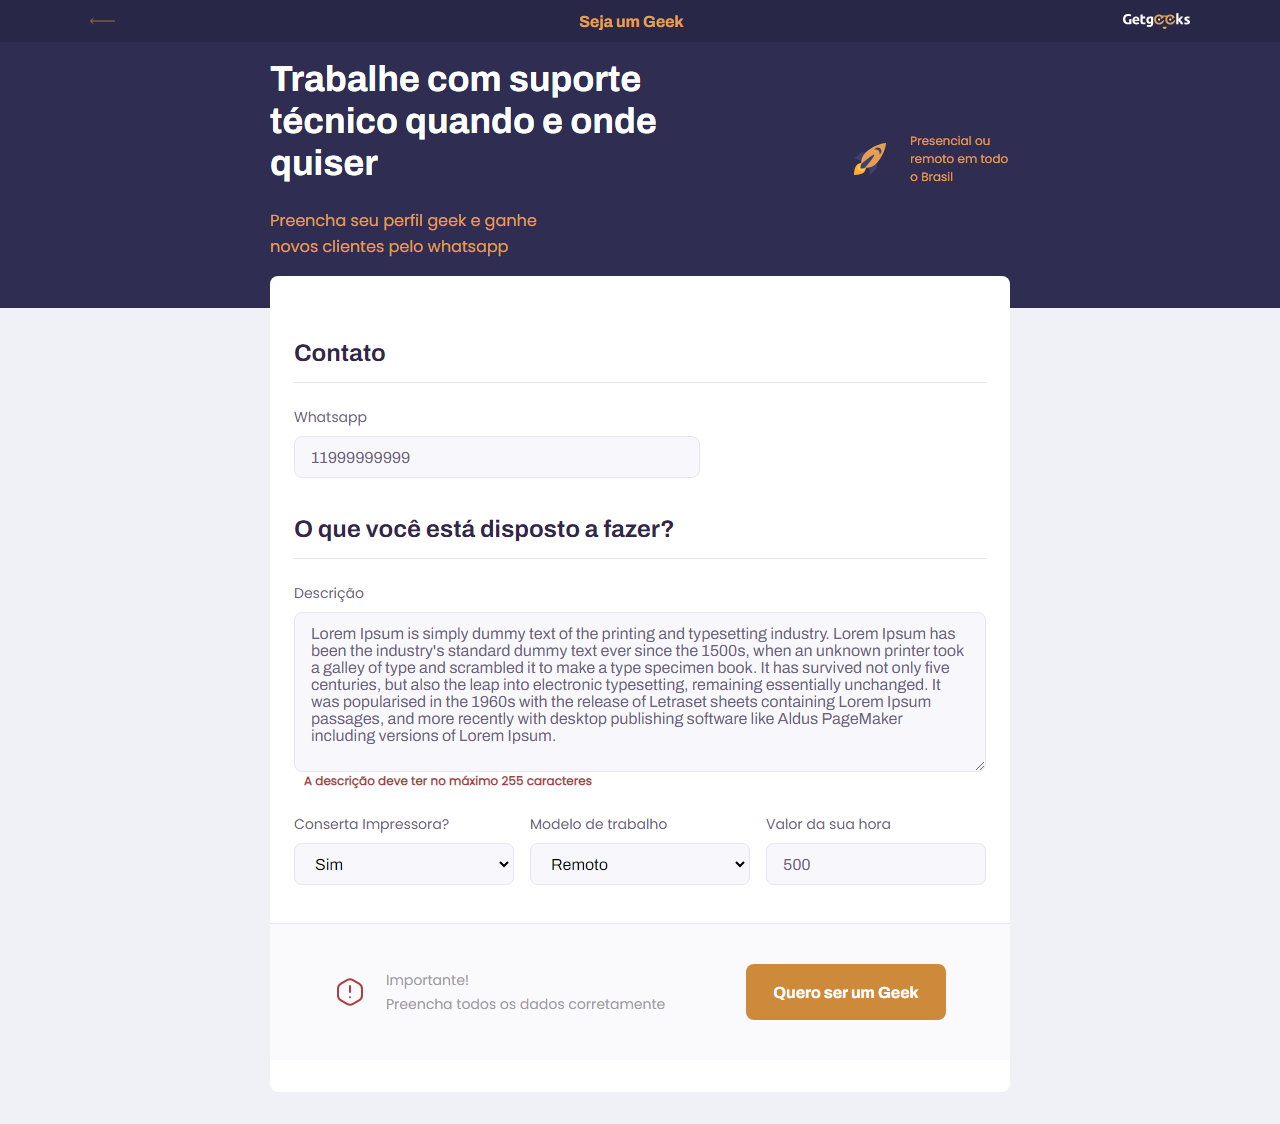 Seja um Geek
Getgeeks
Trabalhe com suporte
técnico quando e onde
quiser
Presencial ou
remoto em todo
o Brasil
Preencha seu perfil geek e ganhe
novos clientes pelo whatsapp
Contato
Whatsapp
11999999999
O que você está disposto a fazer?
Descrição
Lorem Ipsum is simply dummy text of the printing and typesetting industry. Lorem Ipsum has
been the industry's standard dummy text ever since the 1500s, when an unknown printer took
a galley of type and scrambled it to make a type specimen book. It has survived not only five
centuries, but also the leap into electronic typesetting, remaining essentially unchanged. It
was popularised in the 1960s with the release of Letraset sheets containing Lorem Ipsum
passages, and more recently with desktop publishing software like Aldus PageMaker
including versions of Lorem Ipsum.
A descrição deve ter no máximo 255 caracteres
Conserta Impressora? Modelo de trabalho Valor da sua hora
Sim Remoto 500
Importante!
Preencha todos os dados corretamente
Quero ser um Geek